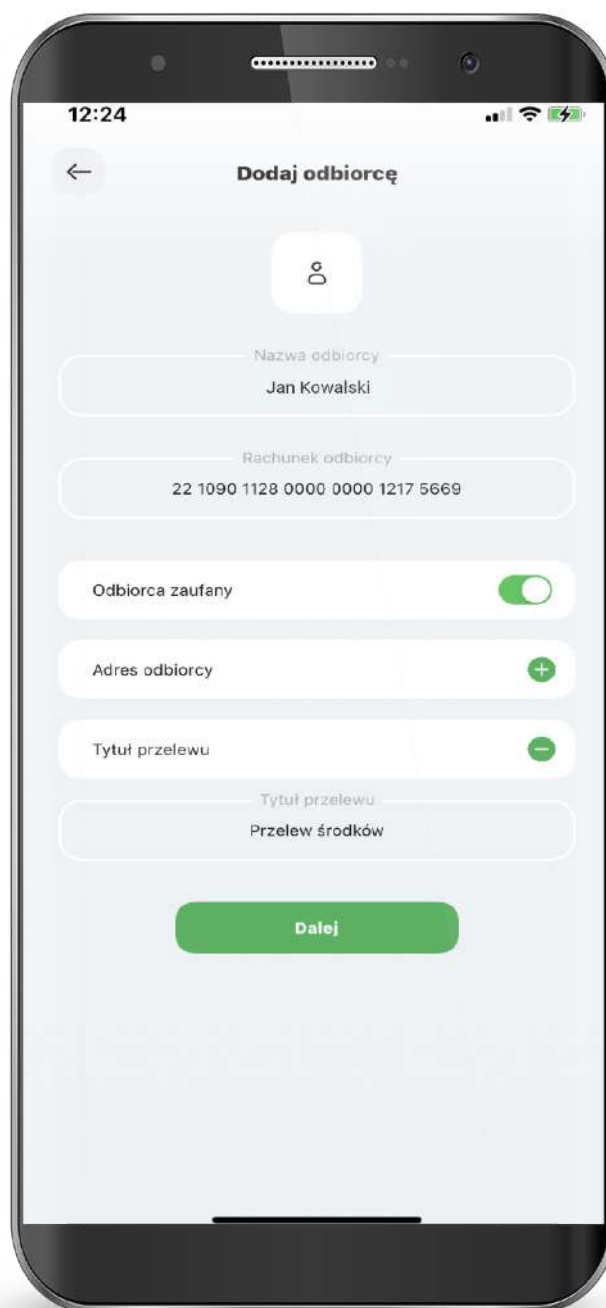 12:24
Dodaj odbiorcę
Nazwa odbiorcy
Jan Kowalski
Rachunek odbiorcy
22 1090 1128 0000 0000 1217 5669
Odbiorca zaufany
Adres odbiorcy
Tytuł przelewu
Tytuł przelewu
Przelew środków
Dalej